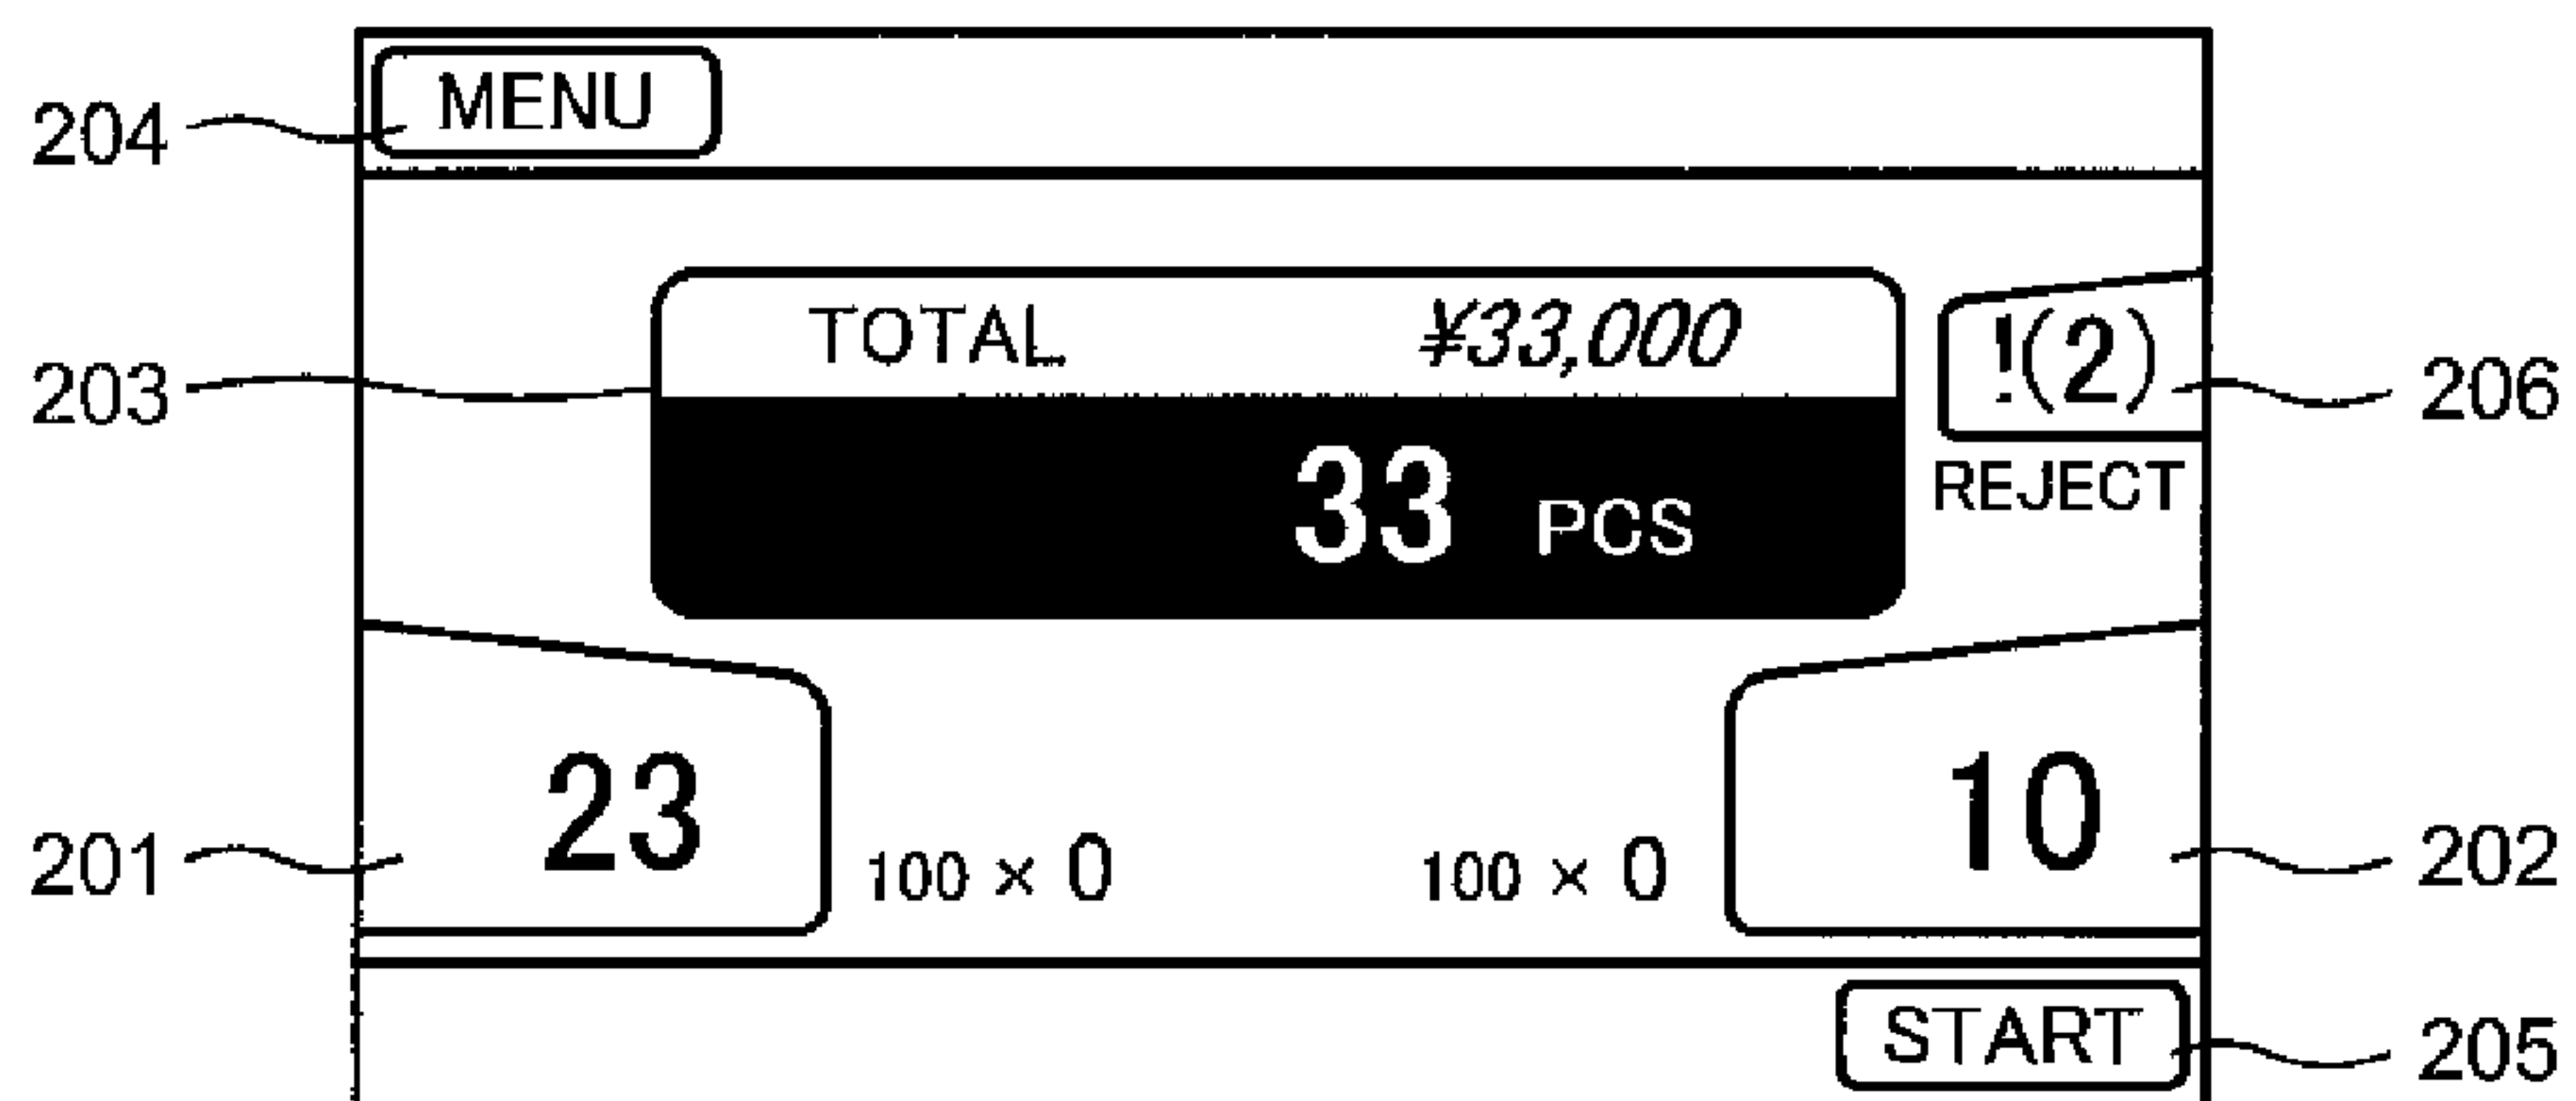 204 MENU
TOTAL ¥33,000
!(2)
203
206
33 PCS
REJECT
23
10
201
100 × 0
100 × 0
202
START
205